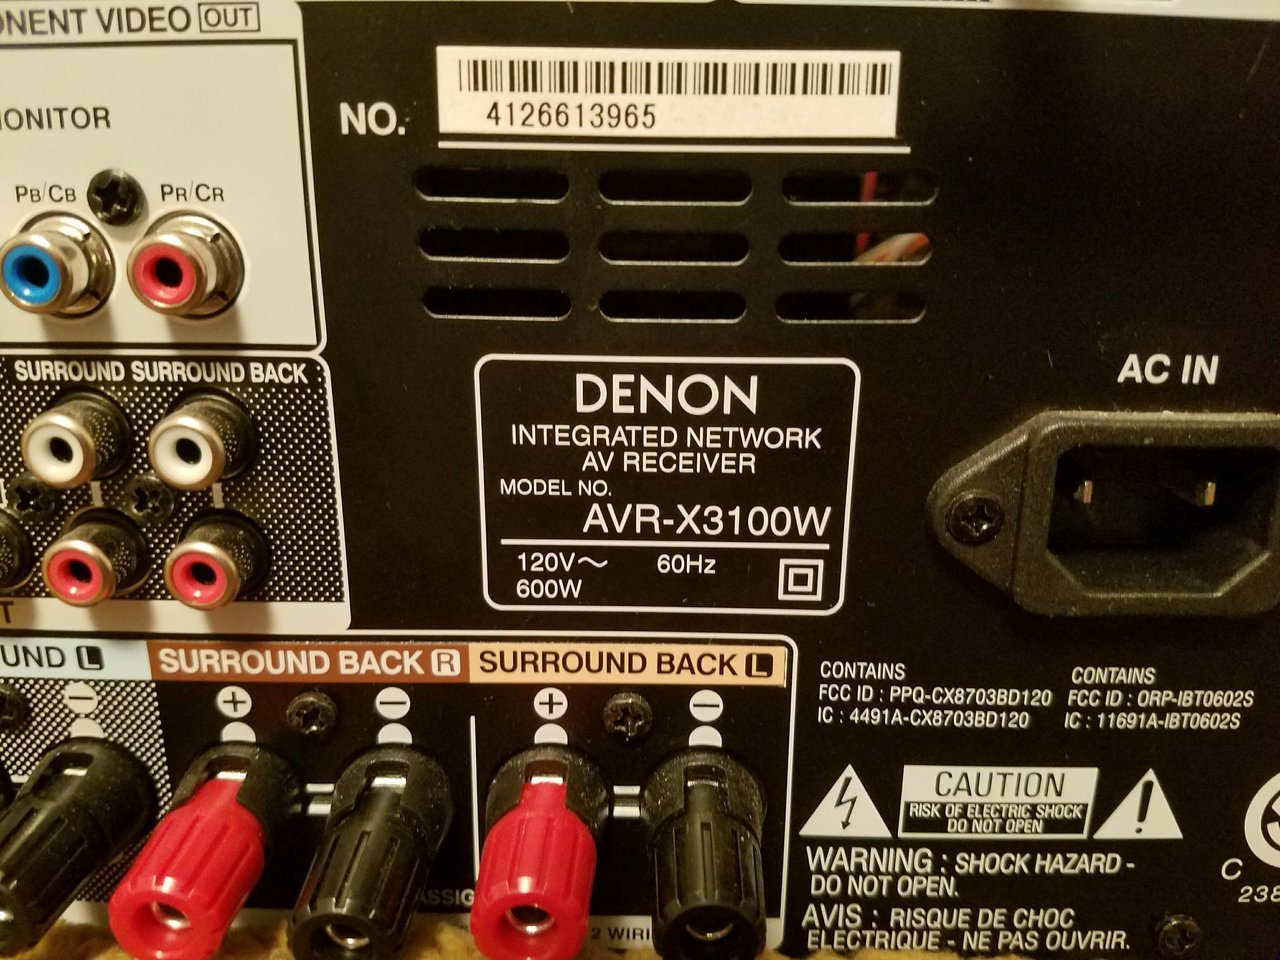 VIDEO OUT
PB/CB PR/CR
SURROUND SURROUND BACK
NO. 4126613965
DENON
INTEGRATED NETWORK
AV RECEIVER
MODEL NO.
AVR-X3100W
120V~ 60Hz
600W
AC IN
L
SURROUND BACK R
SURROUND BACK L
+ − + −
CONTAINS
FCC ID : PPQ-CX8703BD120
IC : 4491A-CX8703BD120
CONTAINS
FCC ID : ORP-IBT0602S
IC : 11691A-IBT0602S
CAUTION
RISK OF ELECTRIC SHOCK
DO NOT OPEN
WARNING : SHOCK HAZARD -
DO NOT OPEN.
AVIS : RISQUE DE CHOC
ELECTRIQUE - NE PAS OUVRIR.
C